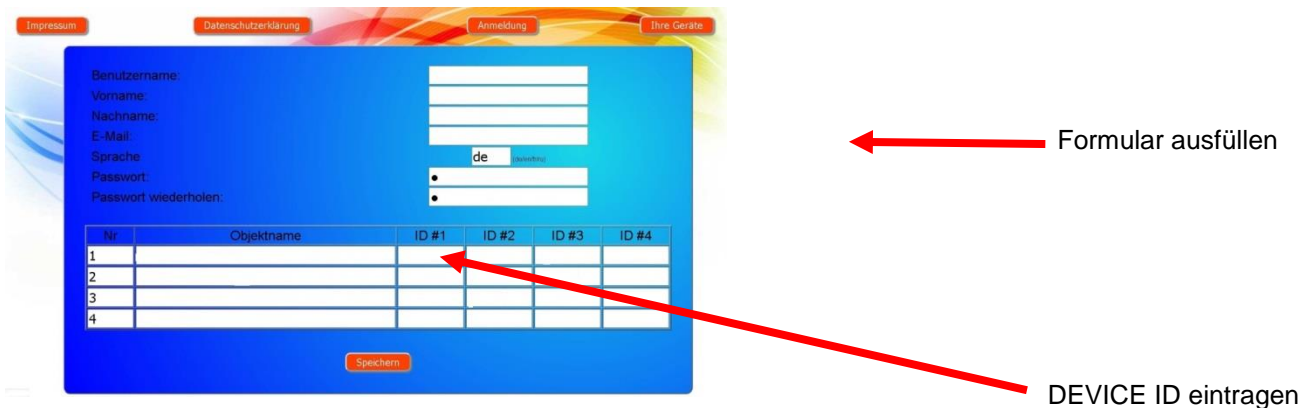 Impressum Datenschutzerklärung Anmeldung Ihre Geräte
Benutzername:
Vorname:
Nachname:
E-Mail:
Sprache de
Passwort: •
Passwort wiederholen: •
Formular ausfüllen
Nr Objektname ID #1 ID #2 ID #3 ID #4
1
2
3
4
Speichern
DEVICE ID eintragen